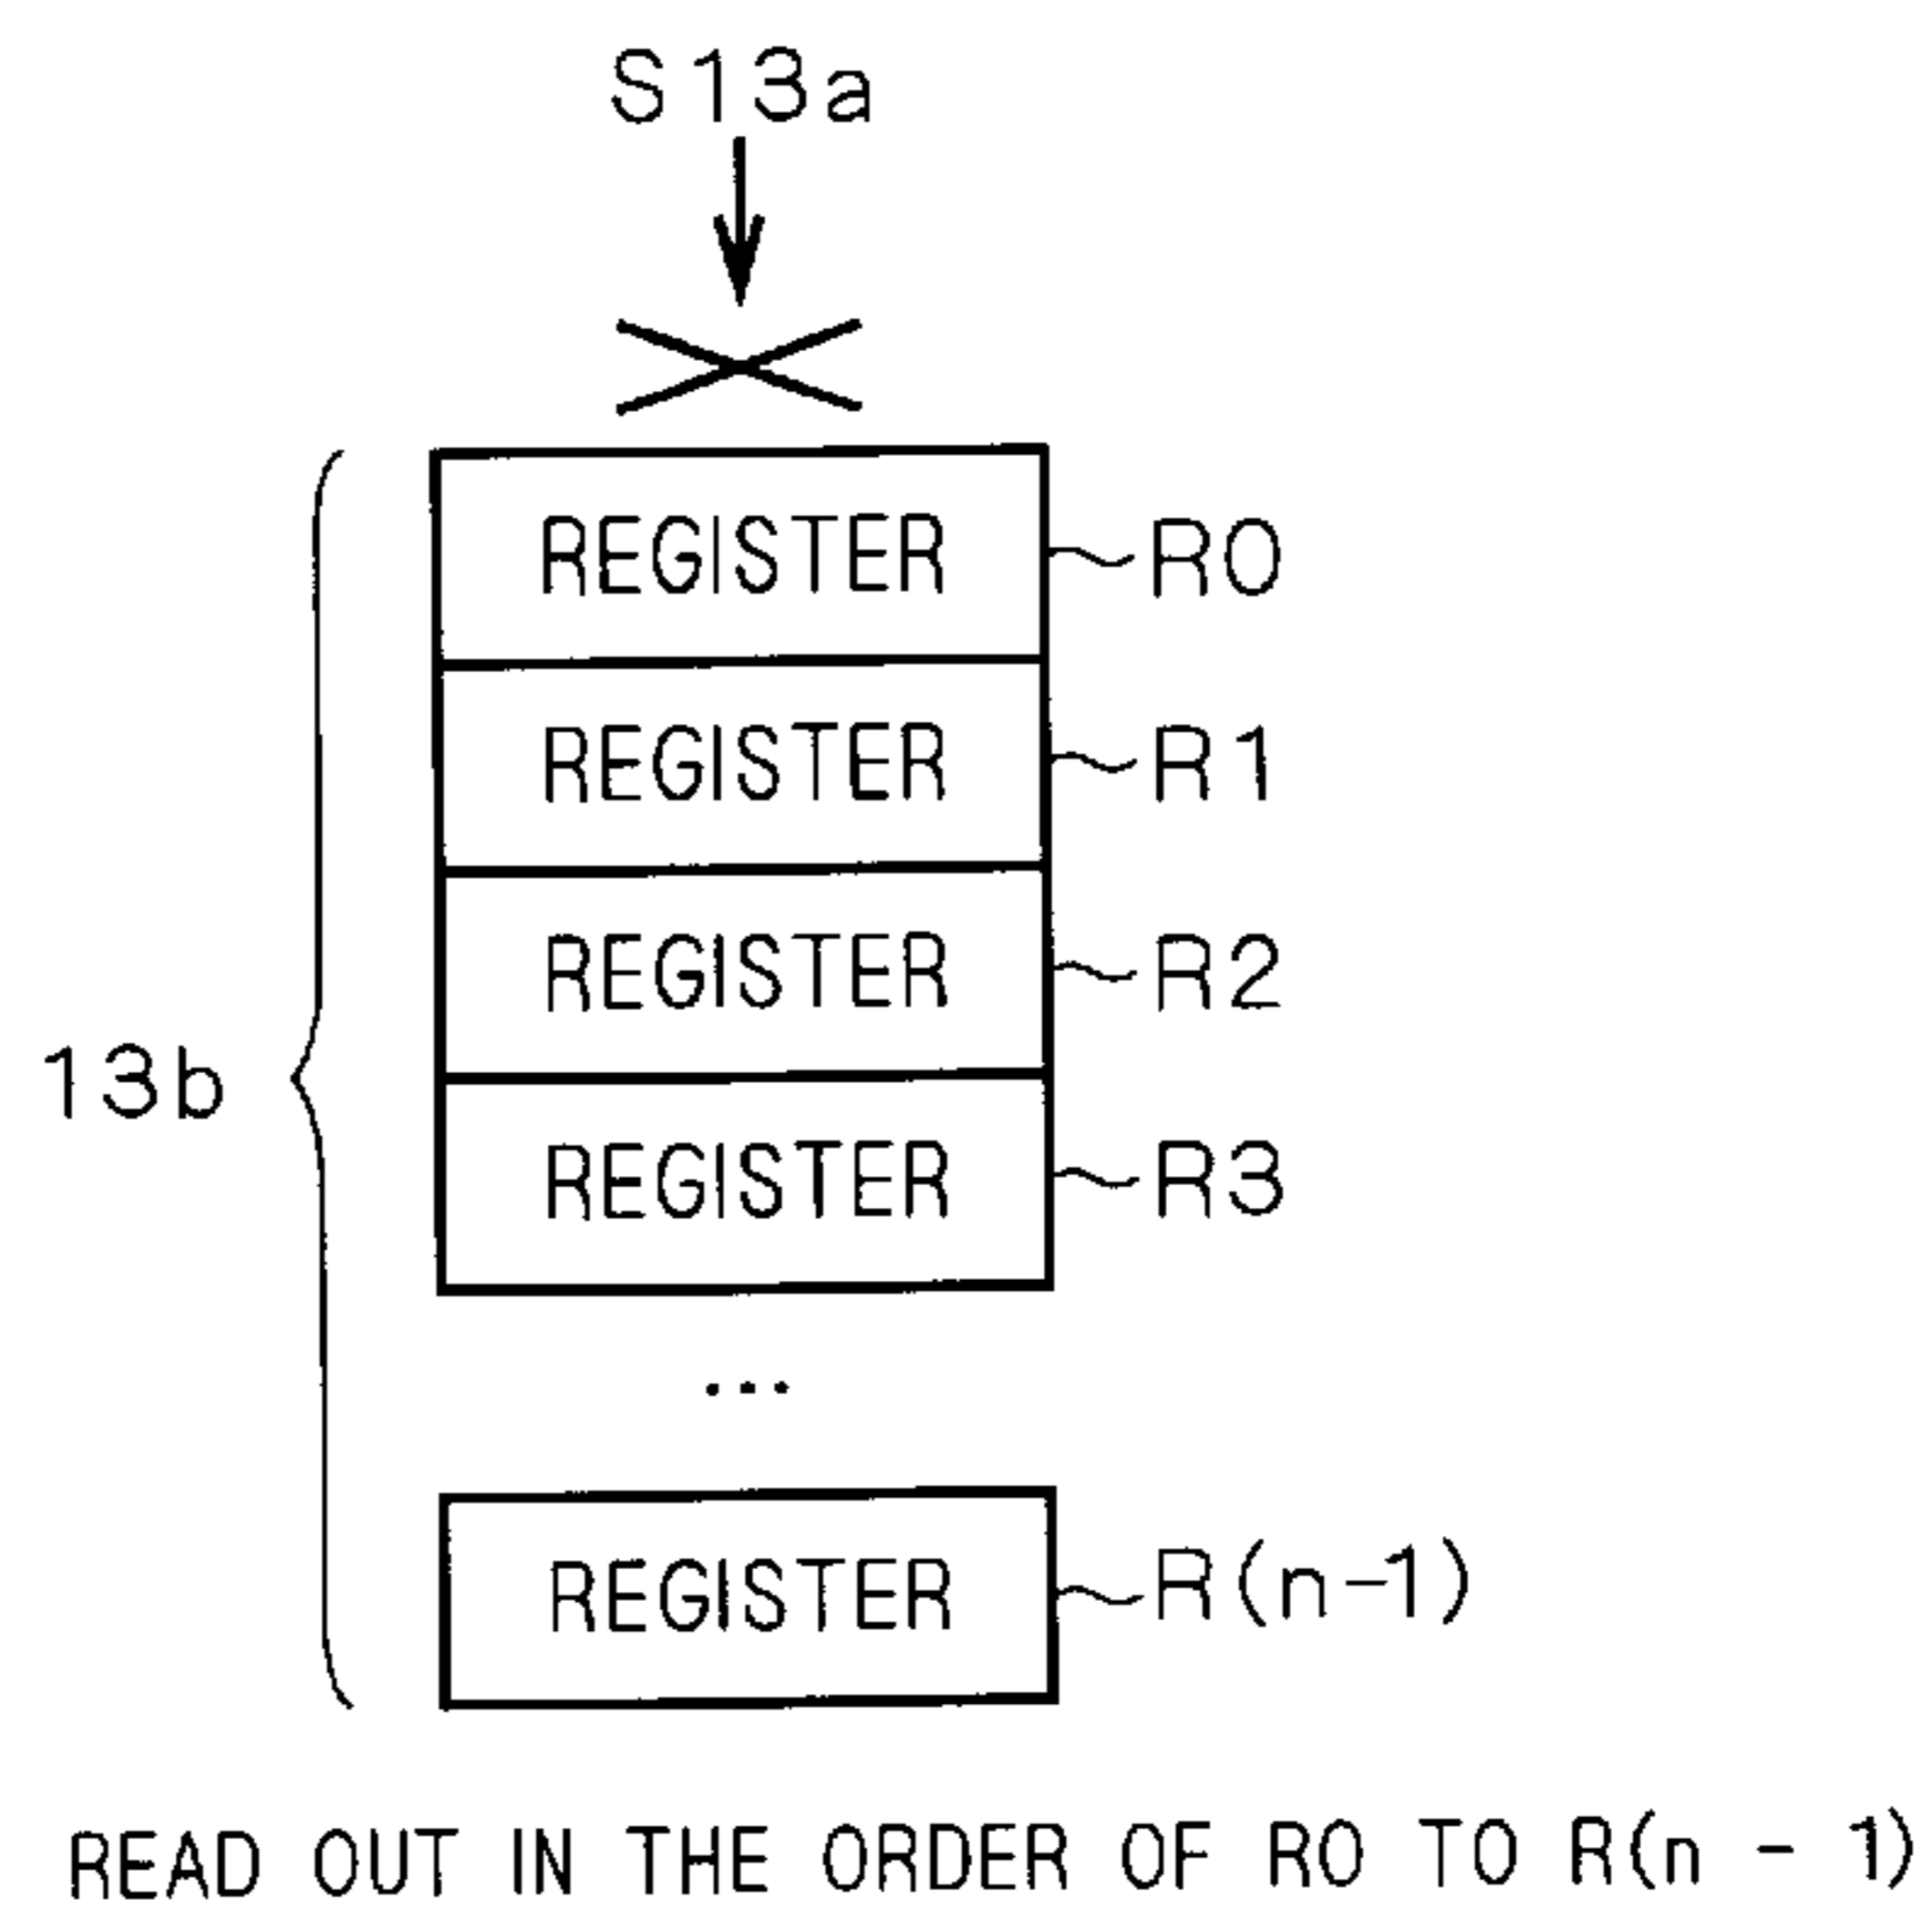 S13a
REGISTER R0
REGISTER R1
REGISTER R2
13b
REGISTER R3
...
REGISTER R(n-1)
READ OUT IN THE ORDER OF R0 TO R(n - 1)